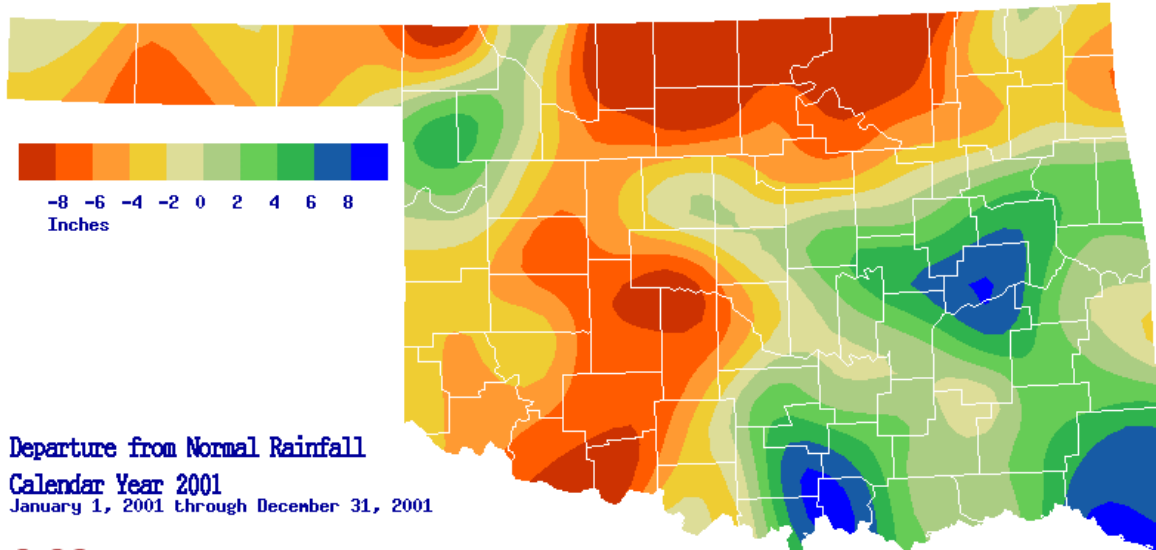 -8 -6 -4 -2 0 2 4 6 8
Inches
Departure from Normal Rainfall
Calendar Year 2001
January 1, 2001 through December 31, 2001